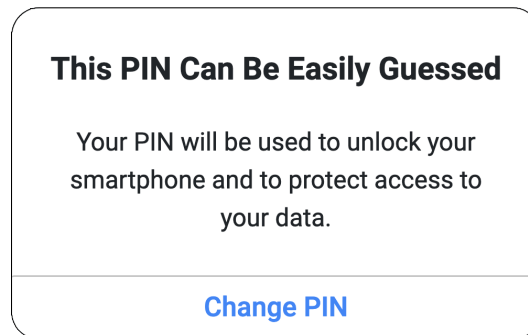 This PIN Can Be Easily Guessed
Your PIN will be used to unlock your
smartphone and to protect access to
your data.
Change PIN